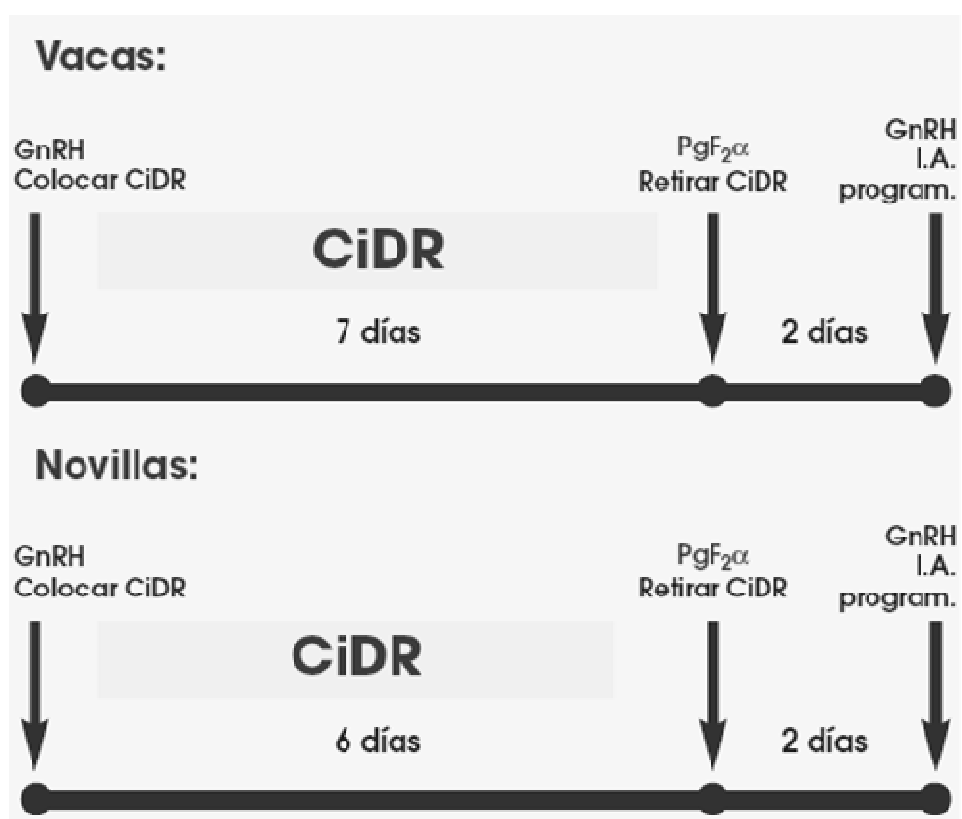 Vacas:
GnRH
Colocar CiDR
PgF₂α
Retirar CiDR
GnRH
I.A.
program.
CiDR
7 días
2 días
Novillas:
GnRH
Colocar CiDR
PgF₂α
Retirar CiDR
GnRH
I.A.
program.
CiDR
6 días
2 días